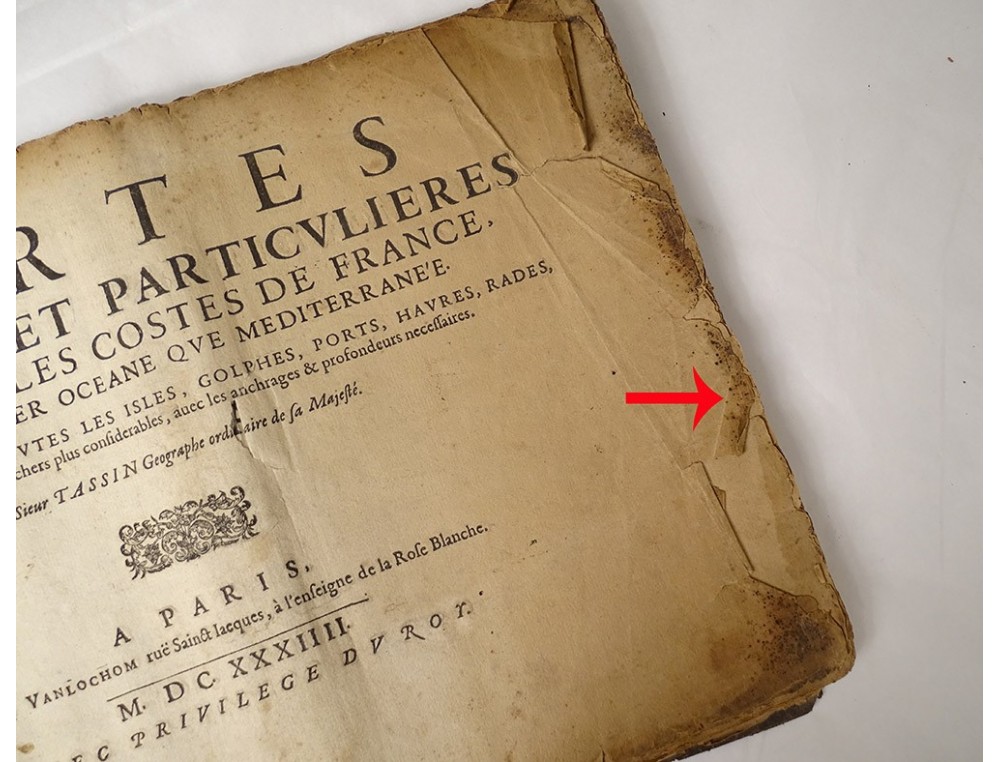 RTES
ET PARTICVLIERES
LES COSTES DE FRANCE,
ER OCEANE QVE MEDITERRANE'E.
VTES LES ISLES, GOLPHES, PORTS, HAVRES, RADES,
chers plus conſiderables, auec les anchrages & profondeurs neceſſaires.
Sieur TASSIN Geographe ordinaire de ſa Majeſté.
A PARIS,
VANLOCHOM ruë Sainct Iacques, à l'enſeigne de la Roſe Blanche.
M. DC. XXXIIII.
EC PRIVILEGE DV ROY.